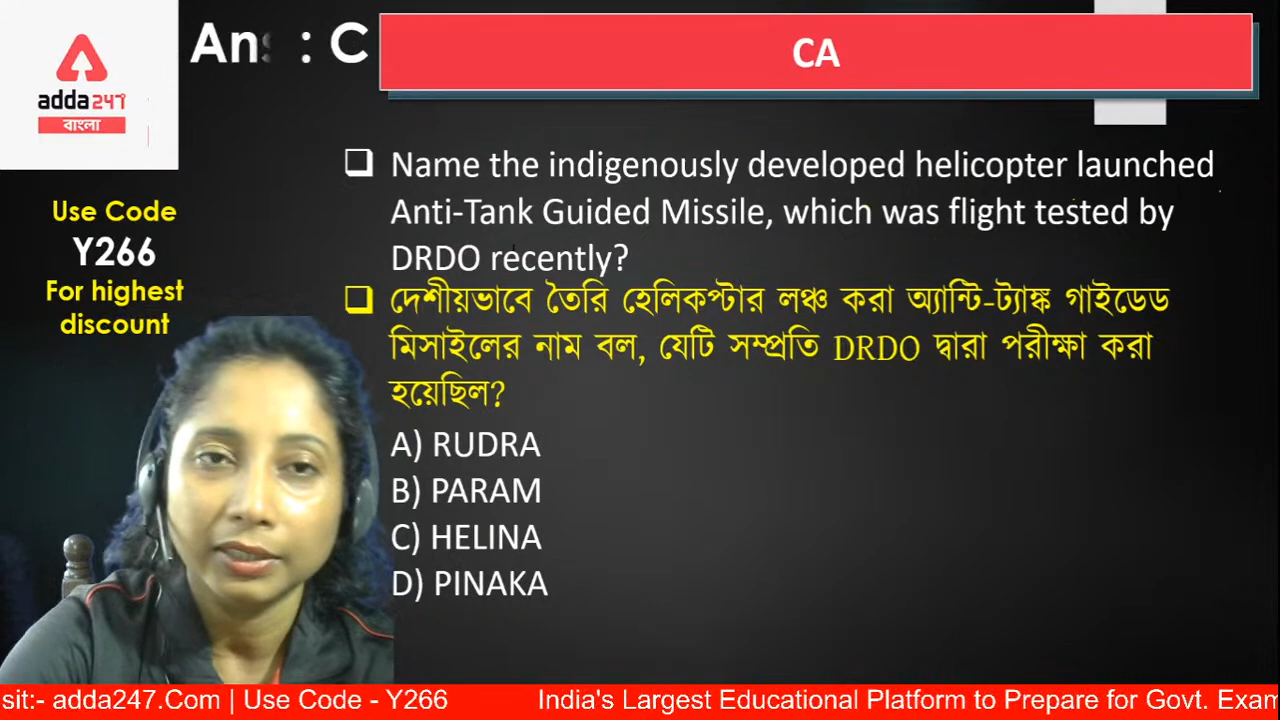 Ans : C
CA
adda247
বাংলা
Name the indigenously developed helicopter launched
Anti-Tank Guided Missile, which was flight tested by
DRDO recently?
Use Code
Y266
For highest
discount
দেশীয়ভাবে তৈরি হেলিকপ্টার লঞ্চ করা অ্যান্টি-ট্যাঙ্ক গাইডেড
মিসাইলের নাম বল, যেটি সম্প্রতি DRDO দ্বারা পরীক্ষা করা
হয়েছিল?
A) RUDRA
B) PARAM
C) HELINA
D) PINAKA
sit:- adda247.Com | Use Code - Y266 India's Largest Educational Platform to Prepare for Govt. Exam